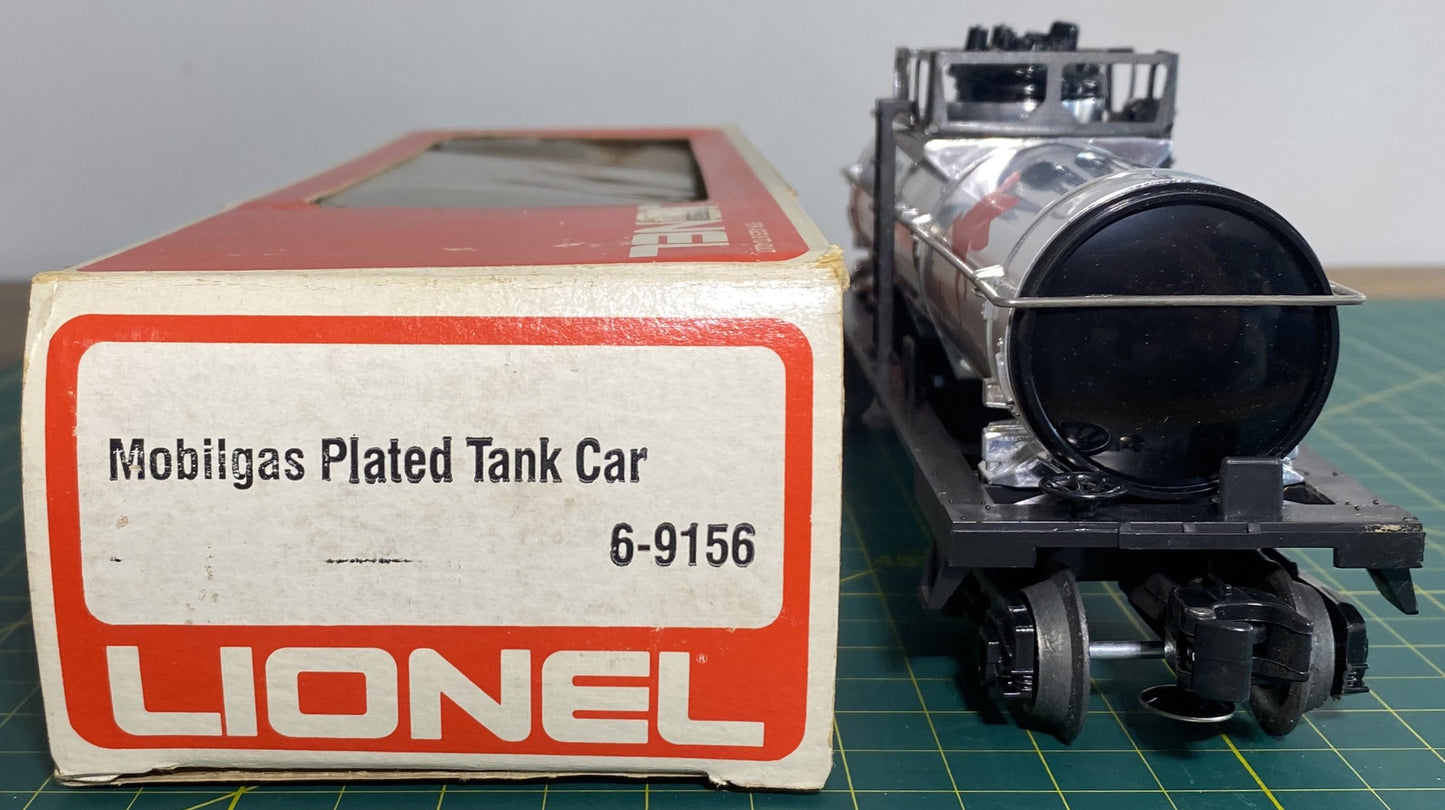 Mobilgas Plated Tank Car
6-9156
LIONEL®